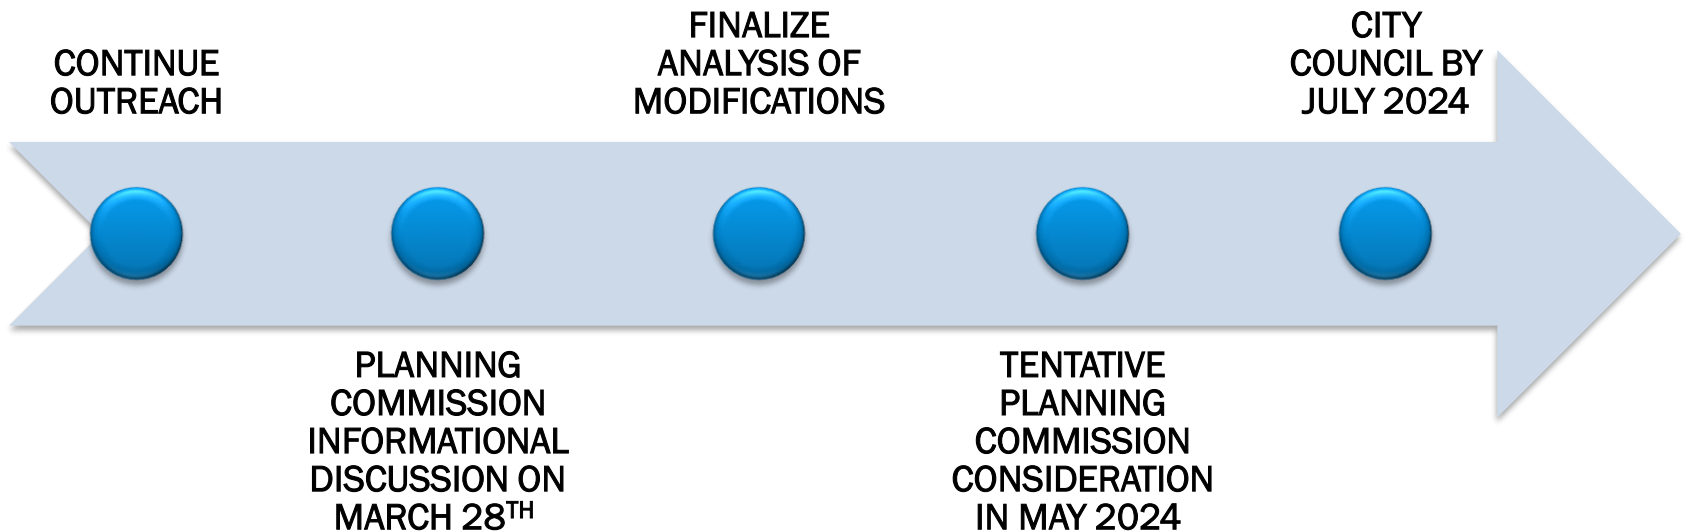 CONTINUE
OUTREACH
PLANNING
COMMISSION
INFORMATIONAL
DISCUSSION ON
MARCH 28TH
FINALIZE
ANALYSIS OF
MODIFICATIONS
TENTATIVE
PLANNING
COMMISSION
CONSIDERATION
IN MAY 2024
CITY
COUNCIL BY
JULY 2024